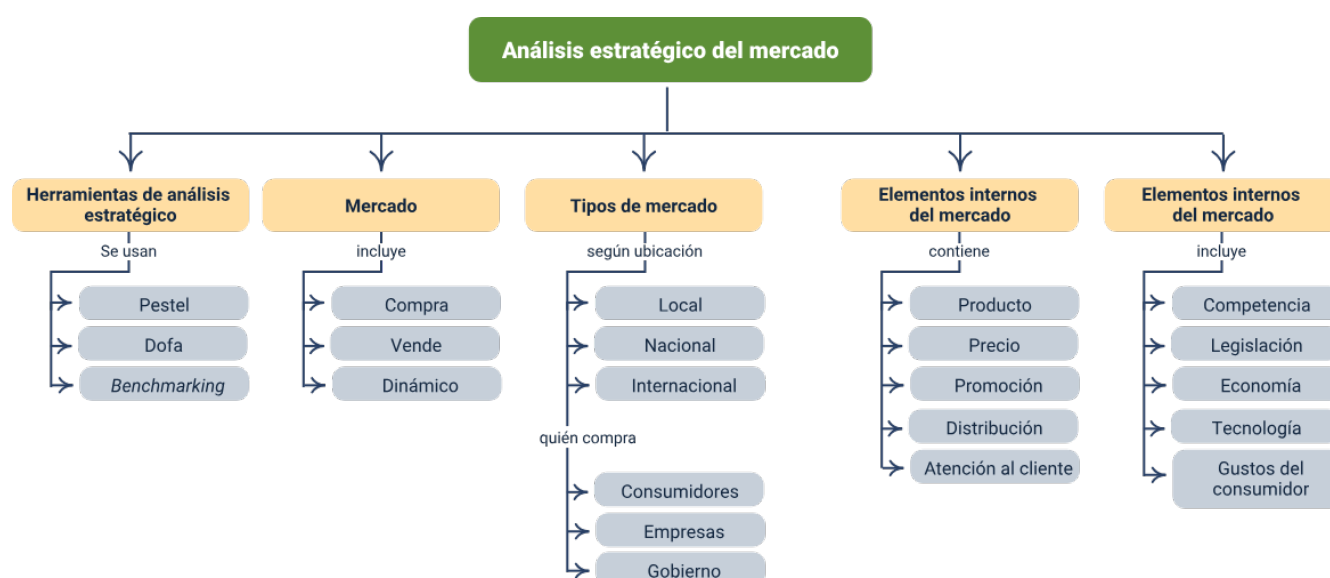 Análisis estratégico del mercado
Herramientas de análisis
estratégico
Se usan
Pestel
Dofa
Benchmarking
Mercado
incluye
Compra
Vende
Dinámico
Tipos de mercado
según ubicación
Local
Nacional
Internacional
quién compra
Consumidores
Empresas
Gobierno
Elementos internos
del mercado
contiene
Producto
Precio
Promoción
Distribución
Atención al cliente
Elementos internos
del mercado
incluye
Competencia
Legislación
Economía
Tecnología
Gustos del
consumidor